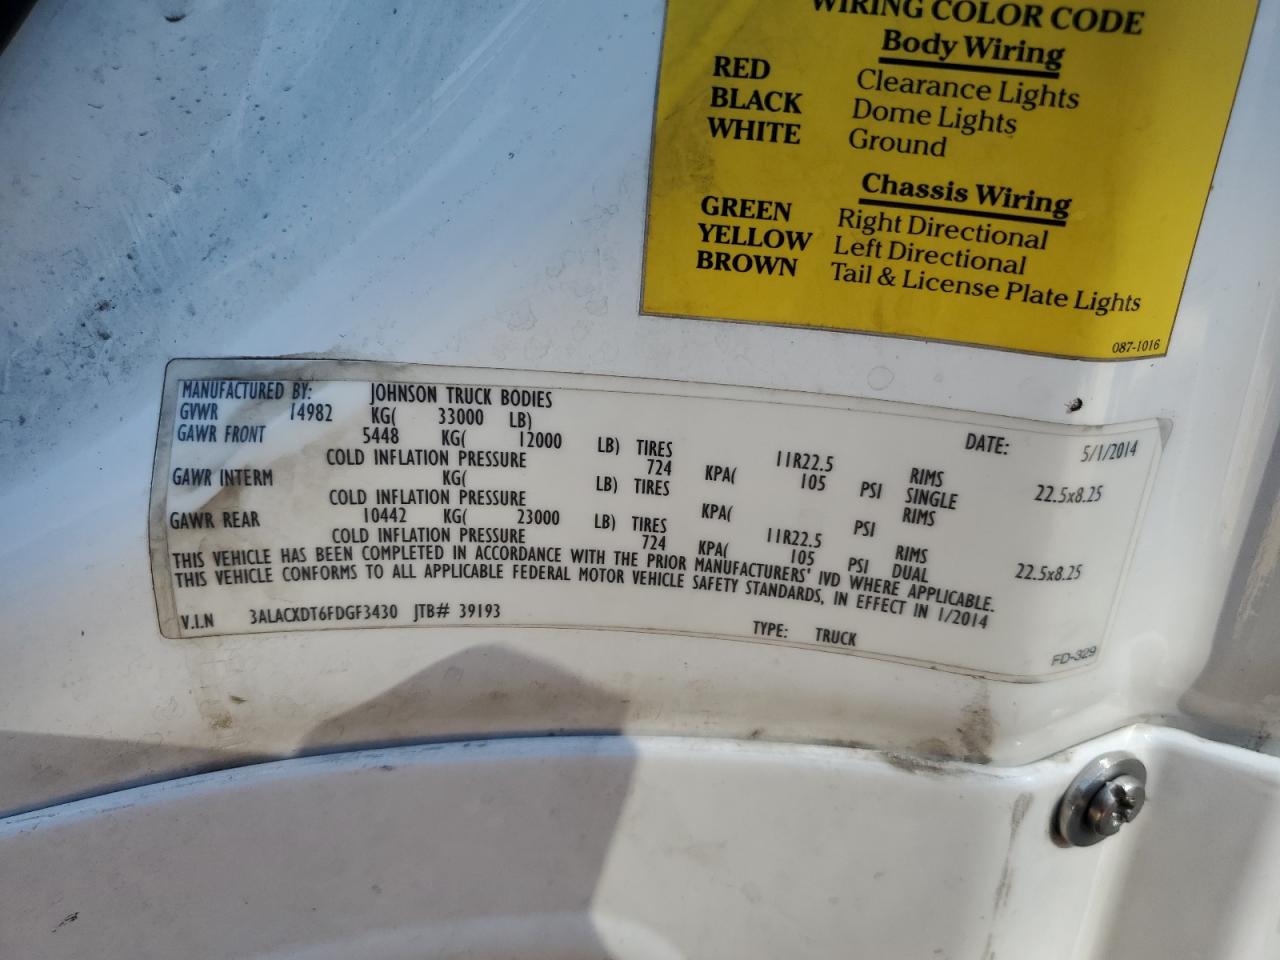 WIRING COLOR CODE
Body Wiring
RED Clearance Lights
BLACK Dome Lights
WHITE Ground
Chassis Wiring
GREEN Right Directional
YELLOW Left Directional
BROWN Tail & License Plate Lights
087-1016
MANUFACTURED BY: JOHNSON TRUCK BODIES DATE: 5/1/2014
GVWR 14982 KG( 33000 LB)
GAWR FRONT 5448 KG( 12000 LB) TIRES 11R22.5 RIMS 22.5x8.25
COLD INFLATION PRESSURE 724 KPA( 105 PSI SINGLE
GAWR INTERM KG( LB) TIRES RIMS
COLD INFLATION PRESSURE KPA( PSI
GAWR REAR 10442 KG( 23000 LB) TIRES 11R22.5 RIMS 22.5x8.25
COLD INFLATION PRESSURE 724 KPA( 105 PSI DUAL
THIS VEHICLE HAS BEEN COMPLETED IN ACCORDANCE WITH THE PRIOR MANUFACTURERS' IVD WHERE APPLICABLE.
THIS VEHICLE CONFORMS TO ALL APPLICABLE FEDERAL MOTOR VEHICLE SAFETY STANDARDS, IN EFFECT IN 1/2014
V.I.N 3ALACXDT6FDGF3430 JTB# 39193 TYPE: TRUCK
FD-329